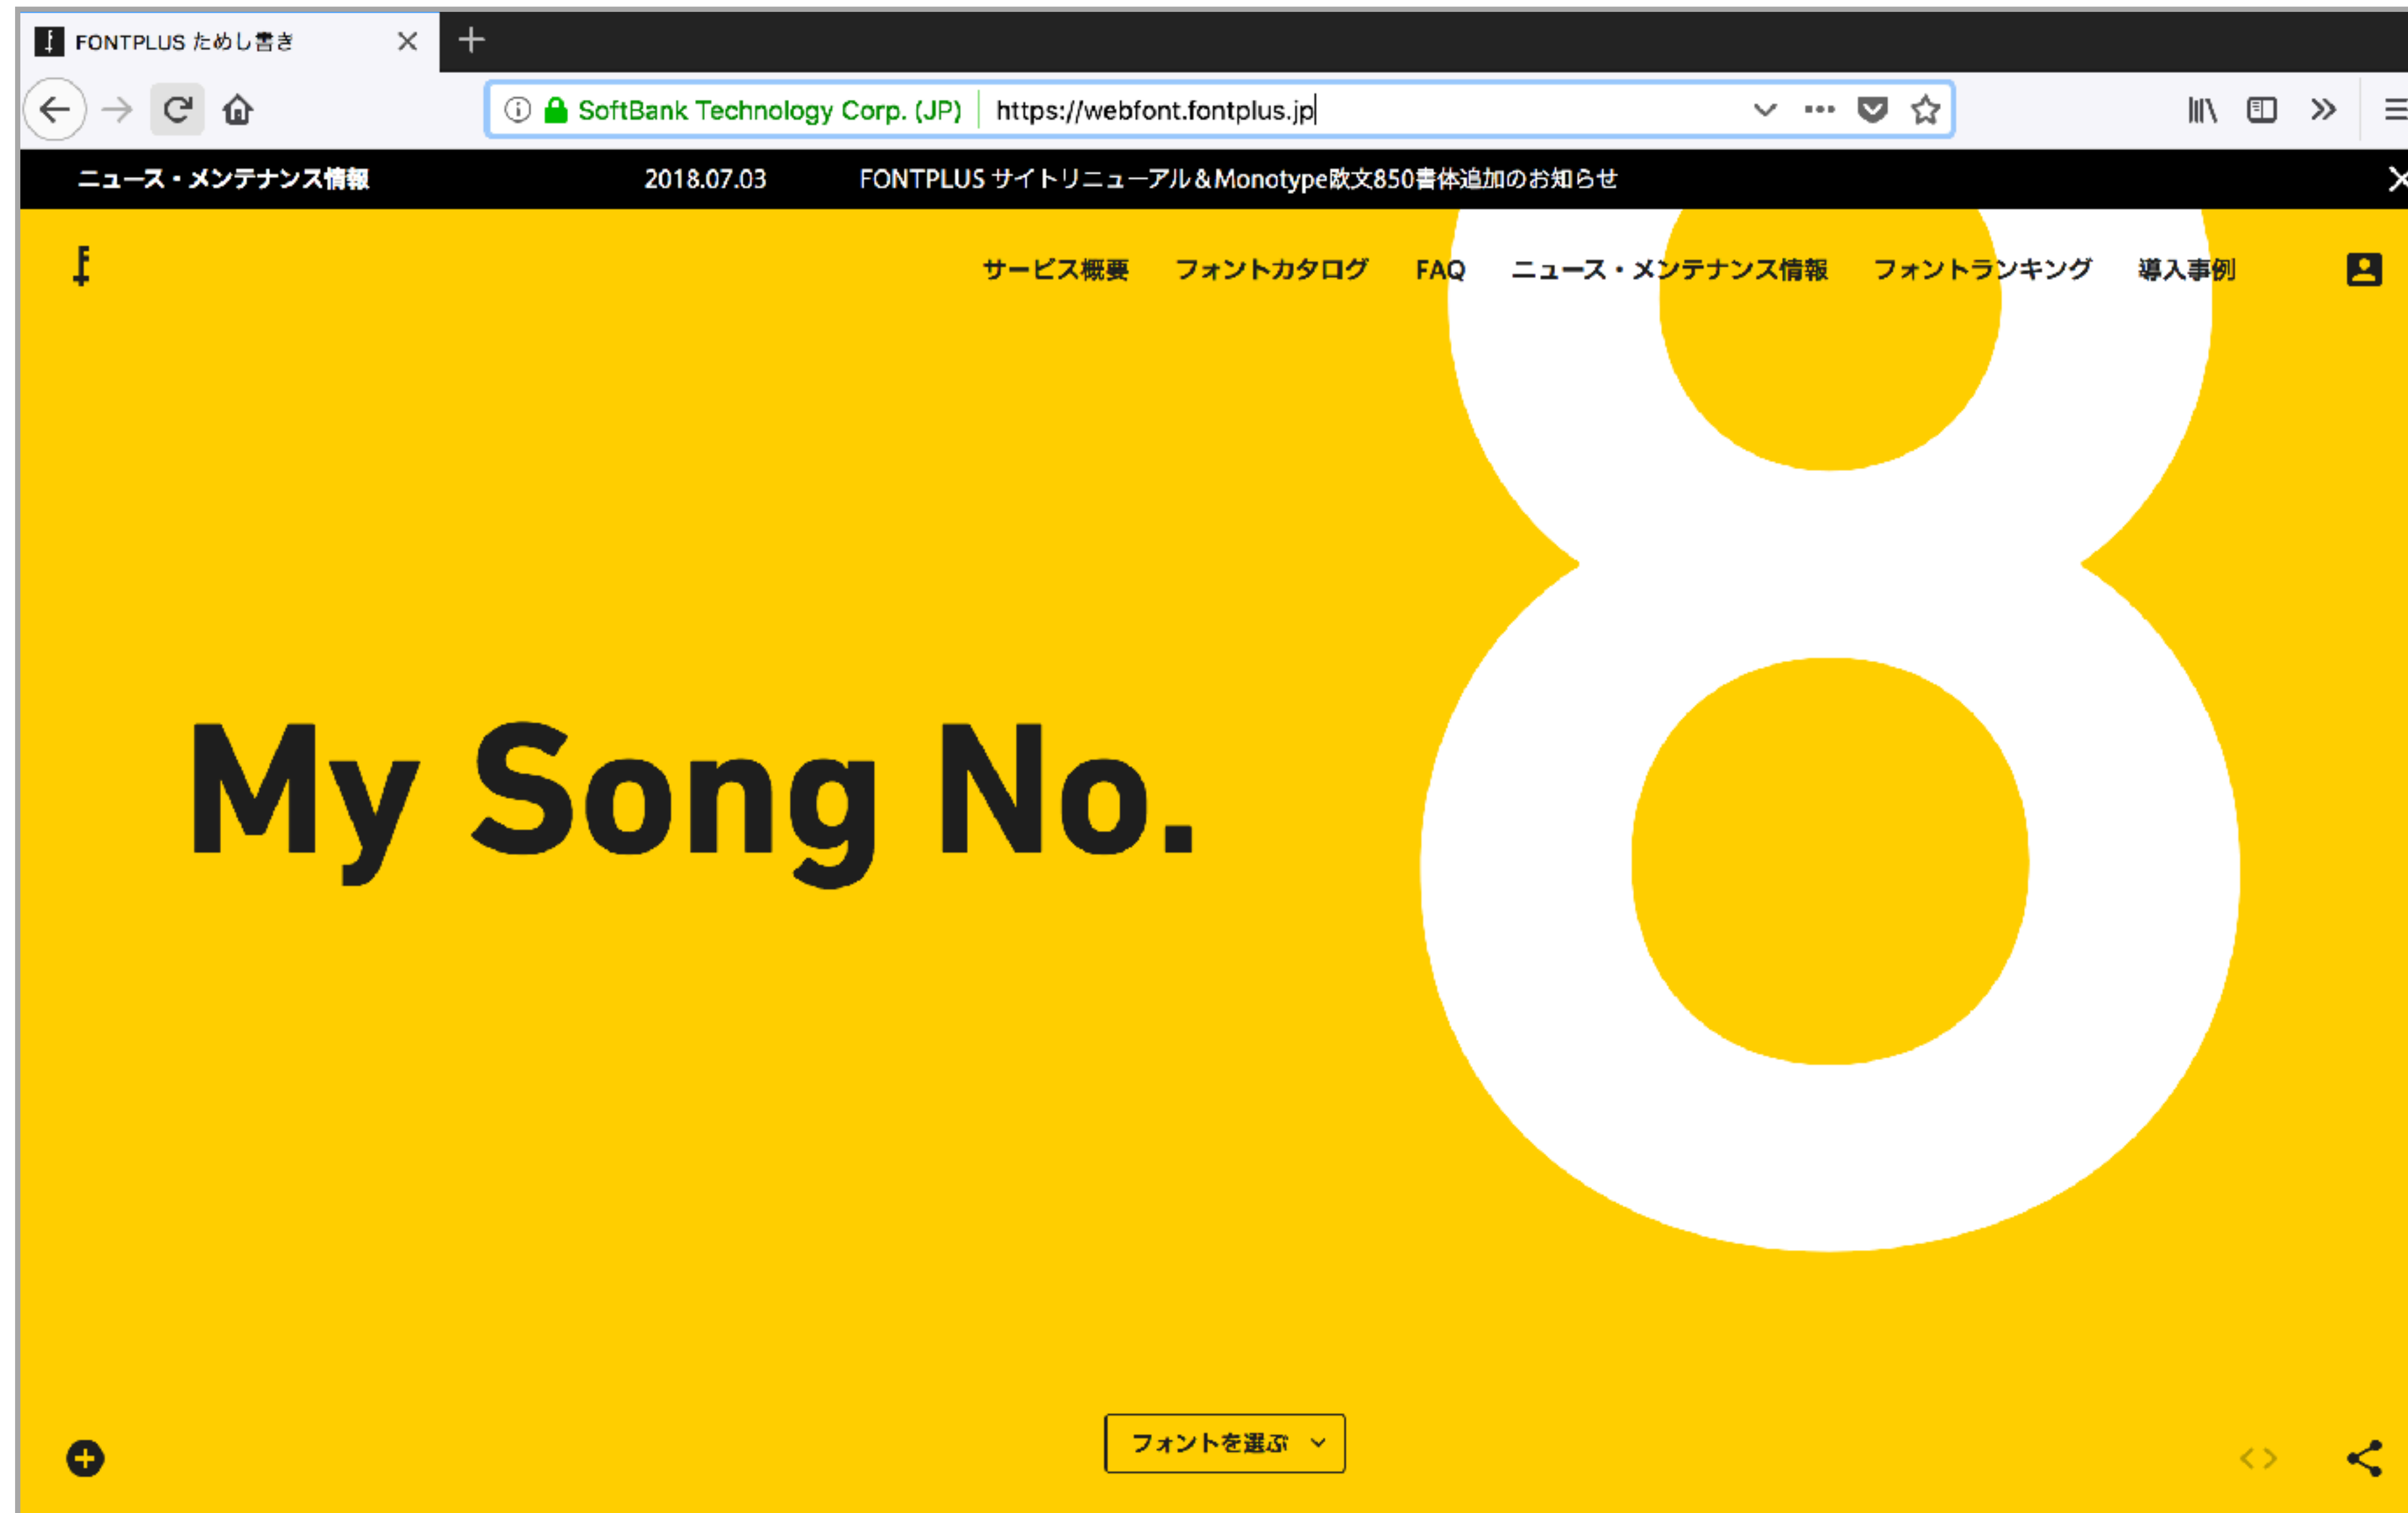 FONTPLUS ためし書き
SoftBank Technology Corp. (JP) https://webfont.fontplus.jp
ニュース・メンテナンス情報 2018.07.03 FONTPLUS サイトリニューアル＆Monotype欧文850書体追加のお知らせ
サービス概要 フォントカタログ FAQ ニュース・メンテナンス情報 フォントランキング 導入事例
My Song No. 8
フォントを選ぶ